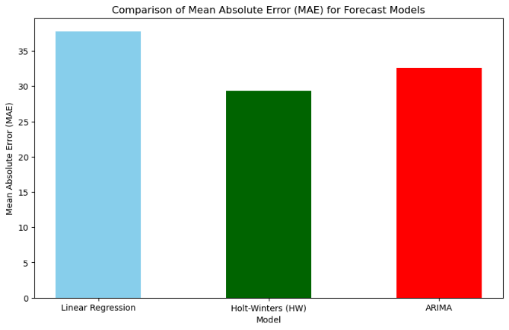 Comparison of Mean Absolute Error (MAE) for Forecast Models
Mean Absolute Error (MAE)
35
30
25
20
15
10
5
0
Linear Regression
Holt-Winters (HW)
ARIMA
Model